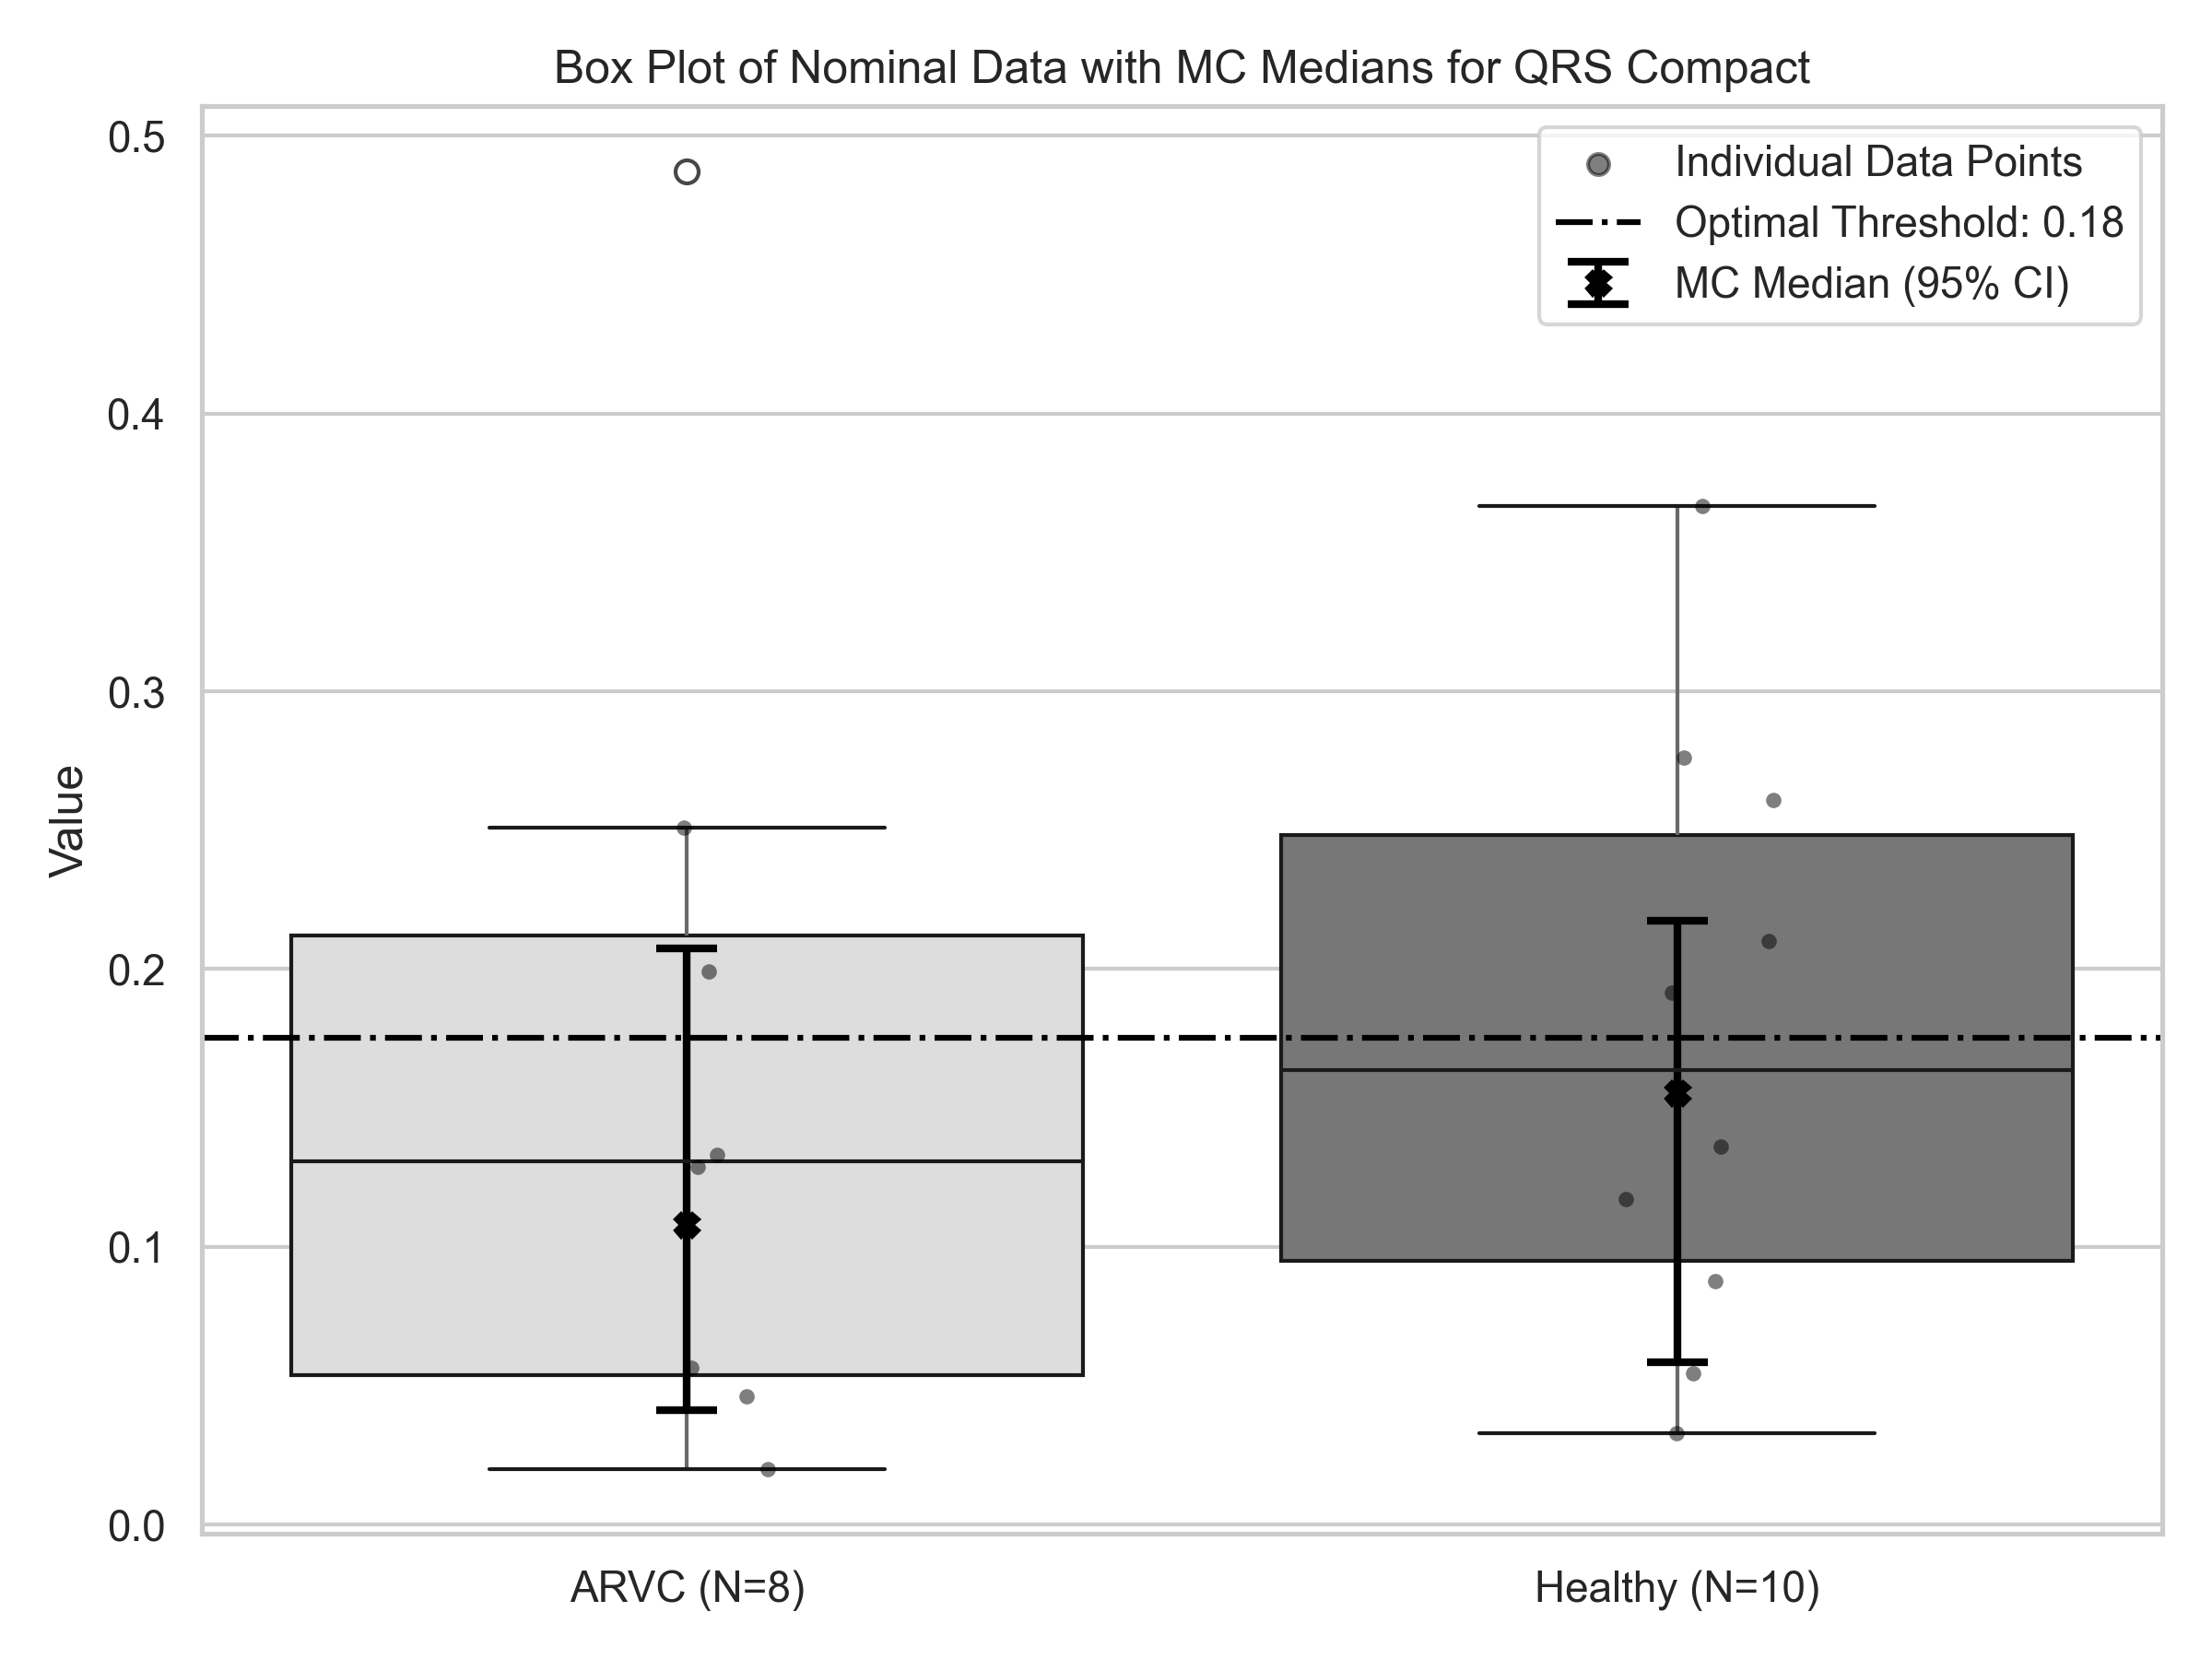 Box Plot of Nominal Data with MC Medians for QRS Compact
Individual Data Points
Optimal Threshold: 0.18
MC Median (95% CI)
Value
0.5
0.4
0.3
0.2
0.1
0.0
ARVC (N=8)
Healthy (N=10)